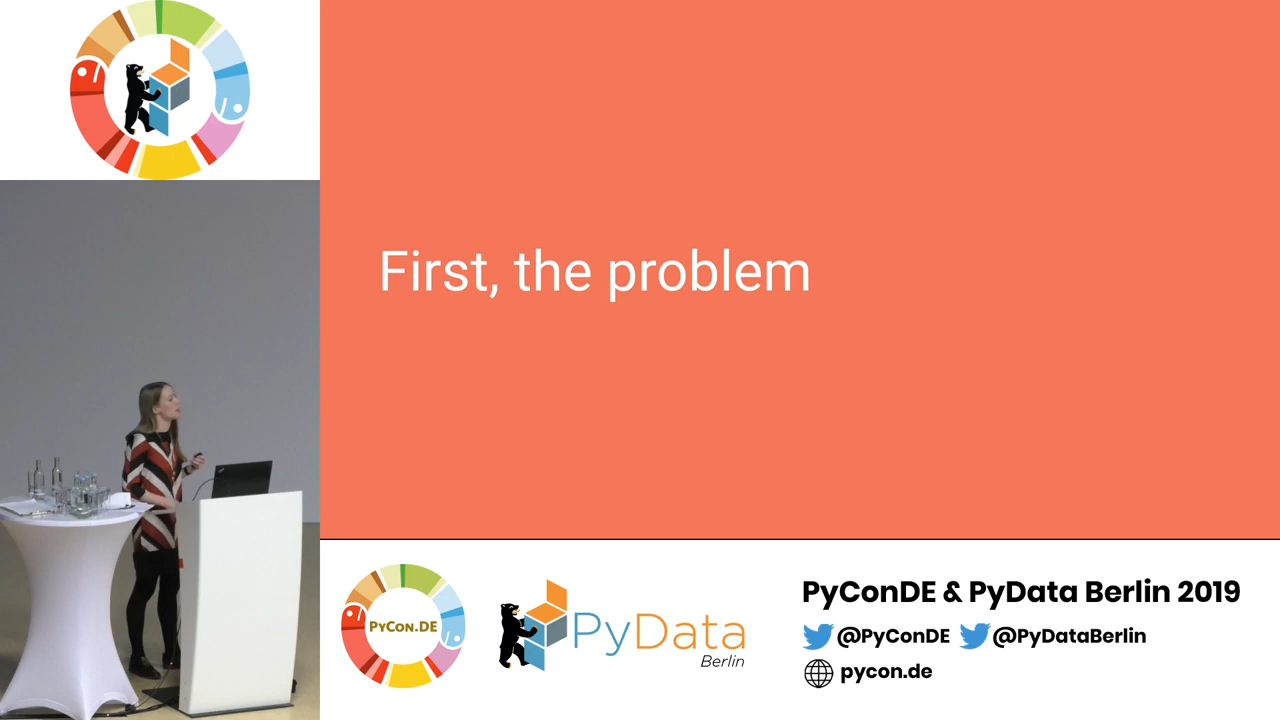 First, the problem
PyCon.DE
PyData
Berlin
PyConDE & PyData Berlin 2019
@PyConDE @PyDataBerlin
pycon.de